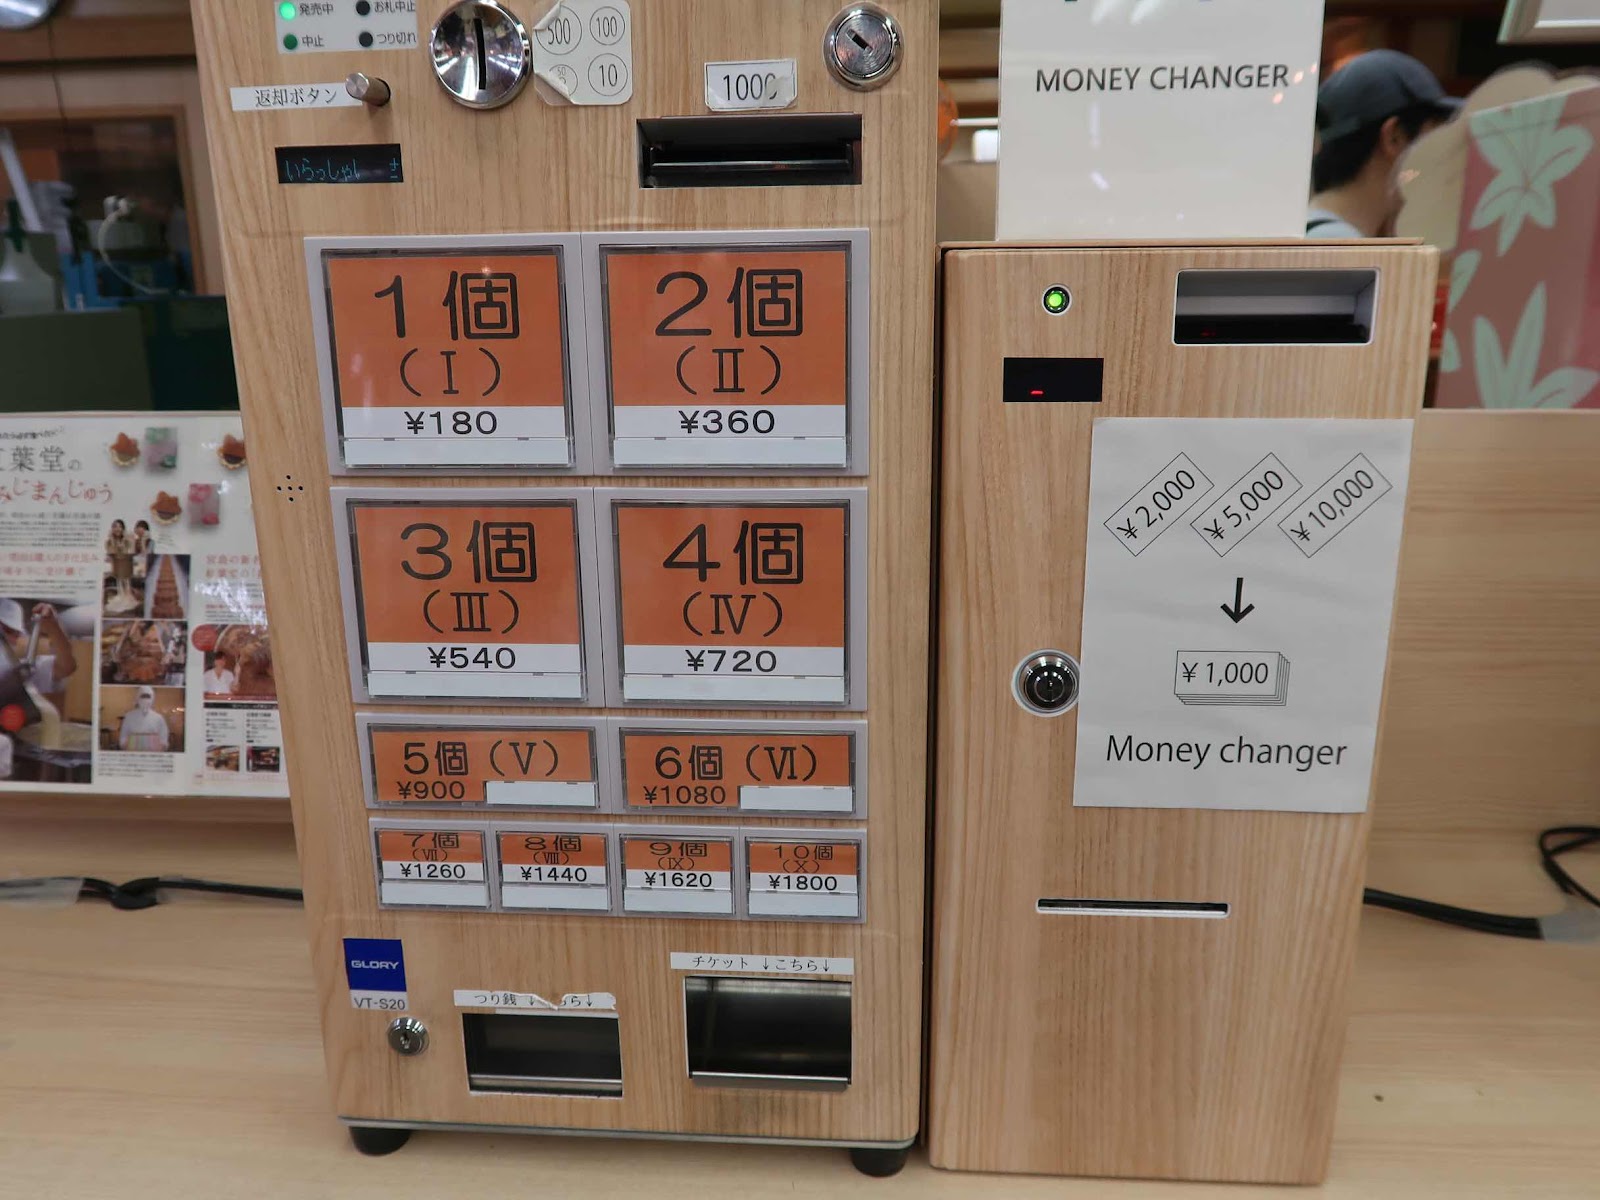 発売中 お札中止
中止 つり切れ
500 100
50 10
返却ボタン
1000
いらっしゃい
1個
(Ⅰ)
¥180
2個
(Ⅱ)
¥360
3個
(Ⅲ)
¥540
4個
(Ⅳ)
¥720
5個(Ⅴ)
¥900
6個(Ⅵ)
¥1080
7個
(Ⅶ)
¥1260
8個
(Ⅷ)
¥1440
9個
(Ⅸ)
¥1620
10個
(Ⅹ)
¥1800
GLORY
VT-S20
つり銭
チケット ↓こちら↓
MONEY CHANGER
¥2,000
¥5,000
¥10,000
↓
¥1,000
Money changer
葉堂の
みじまんじゅう